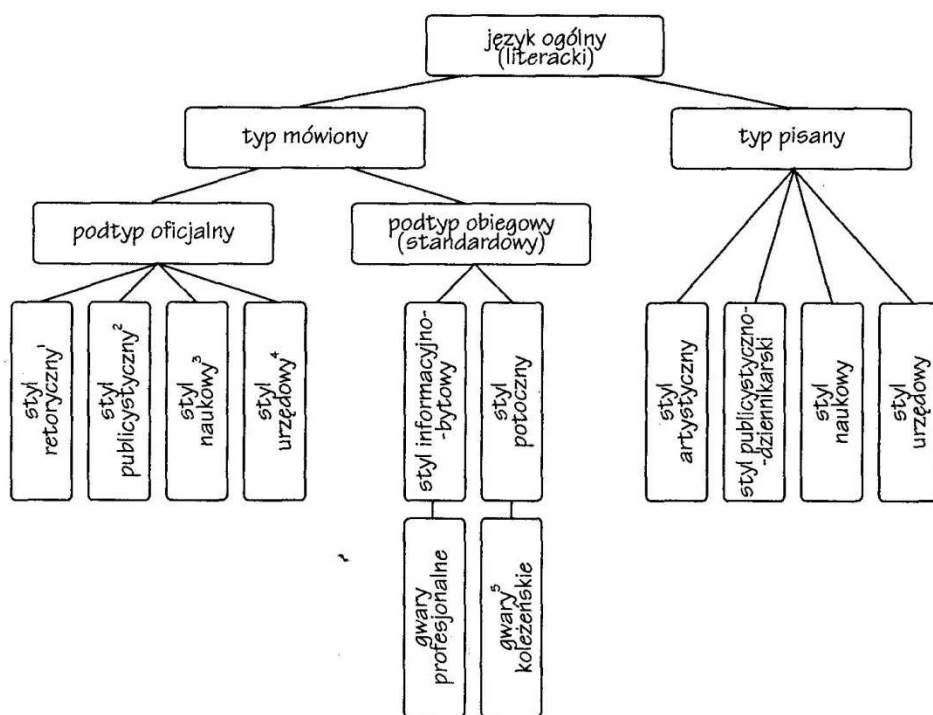 język ogólny
(literacki)
typ mówiony
typ pisany
podtyp oficjalny
podtyp obiegowy
(standardowy)
styl
retoryczny¹
styl
publicystyczny²
styl
naukowy³
styl
urzędowy⁴
styl informacyjno-
-bytowy
styl
potoczny
styl
artystyczny
styl publicystyczno-
-dziennikarski
styl
naukowy
styl
urzędowy
gwary
profesjonalne
gwary⁵
koleżeńskie